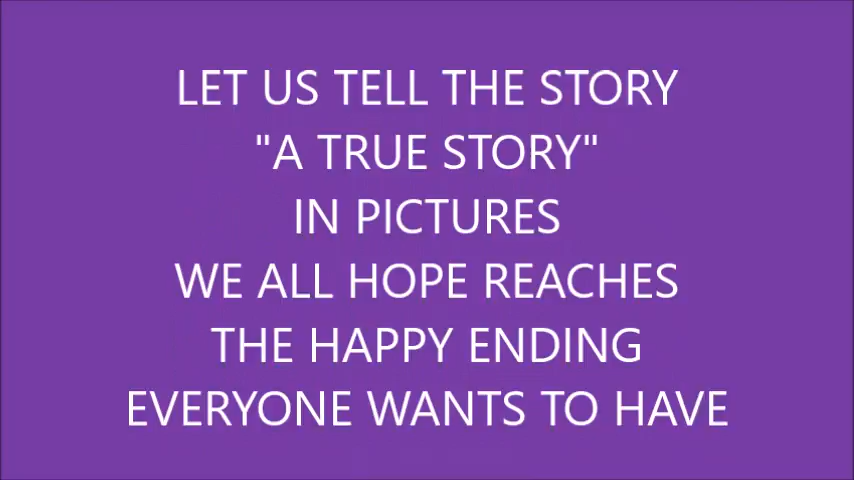 LET US TELL THE STORY
"A TRUE STORY"
IN PICTURES
WE ALL HOPE REACHES
THE HAPPY ENDING
EVERYONE WANTS TO HAVE